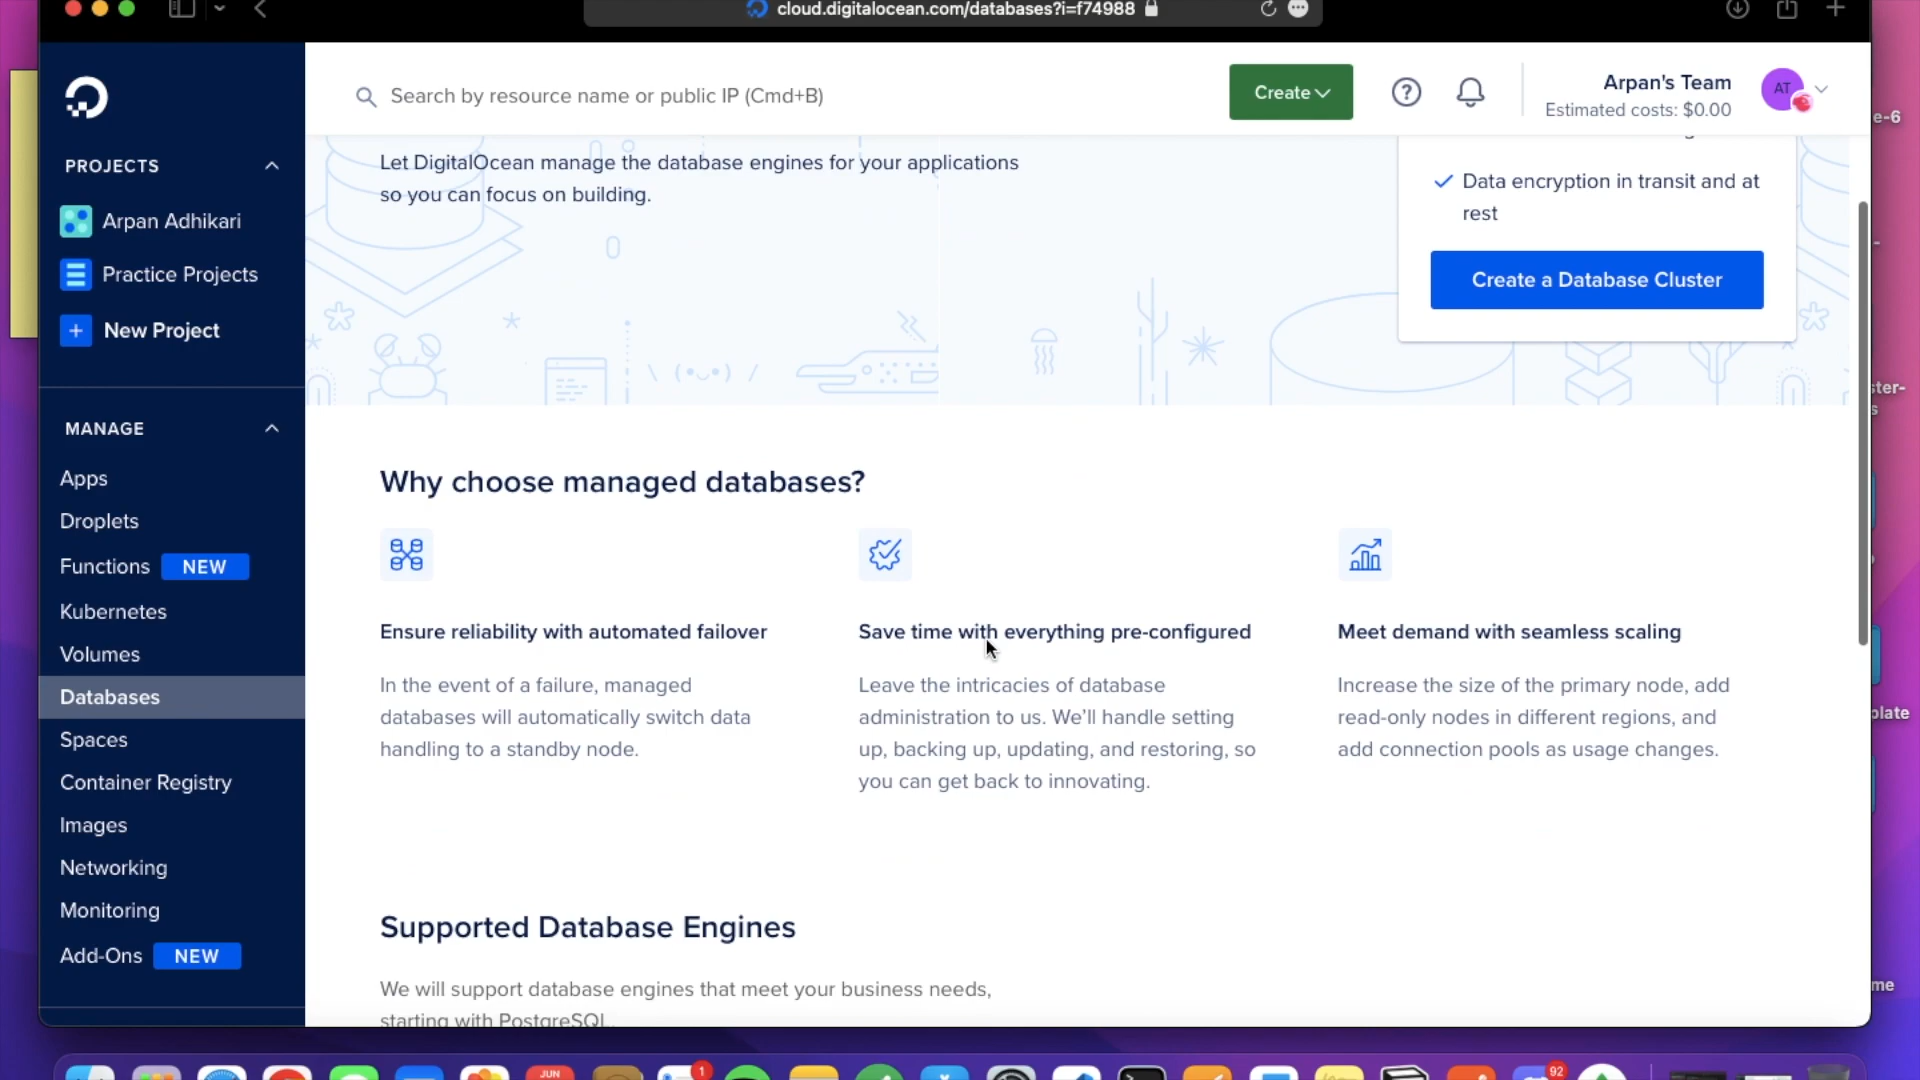 cloud.digitalocean.com/databases?i=f74988
Search by resource name or public IP (Cmd+B)
Create
Arpan's Team
Estimated costs: $0.00
AT
PROJECTS
Arpan Adhikari
Practice Projects
New Project
MANAGE
Apps
Droplets
Functions NEW
Kubernetes
Volumes
Databases
Spaces
Container Registry
Images
Networking
Monitoring
Add-Ons NEW
Let DigitalOcean manage the database engines for your applications
so you can focus on building.
Data encryption in transit and at
rest
Create a Database Cluster
Why choose managed databases?
Ensure reliability with automated failover
In the event of a failure, managed
databases will automatically switch data
handling to a standby node.
Save time with everything pre-configured
Leave the intricacies of database
administration to us. We’ll handle setting
up, backing up, updating, and restoring, so
you can get back to innovating.
Meet demand with seamless scaling
Increase the size of the primary node, add
read-only nodes in different regions, and
add connection pools as usage changes.
Supported Database Engines
We will support database engines that meet your business needs,
starting with PostgreSQL.
e-6
ster-
s
plate
me
JUN
1
92